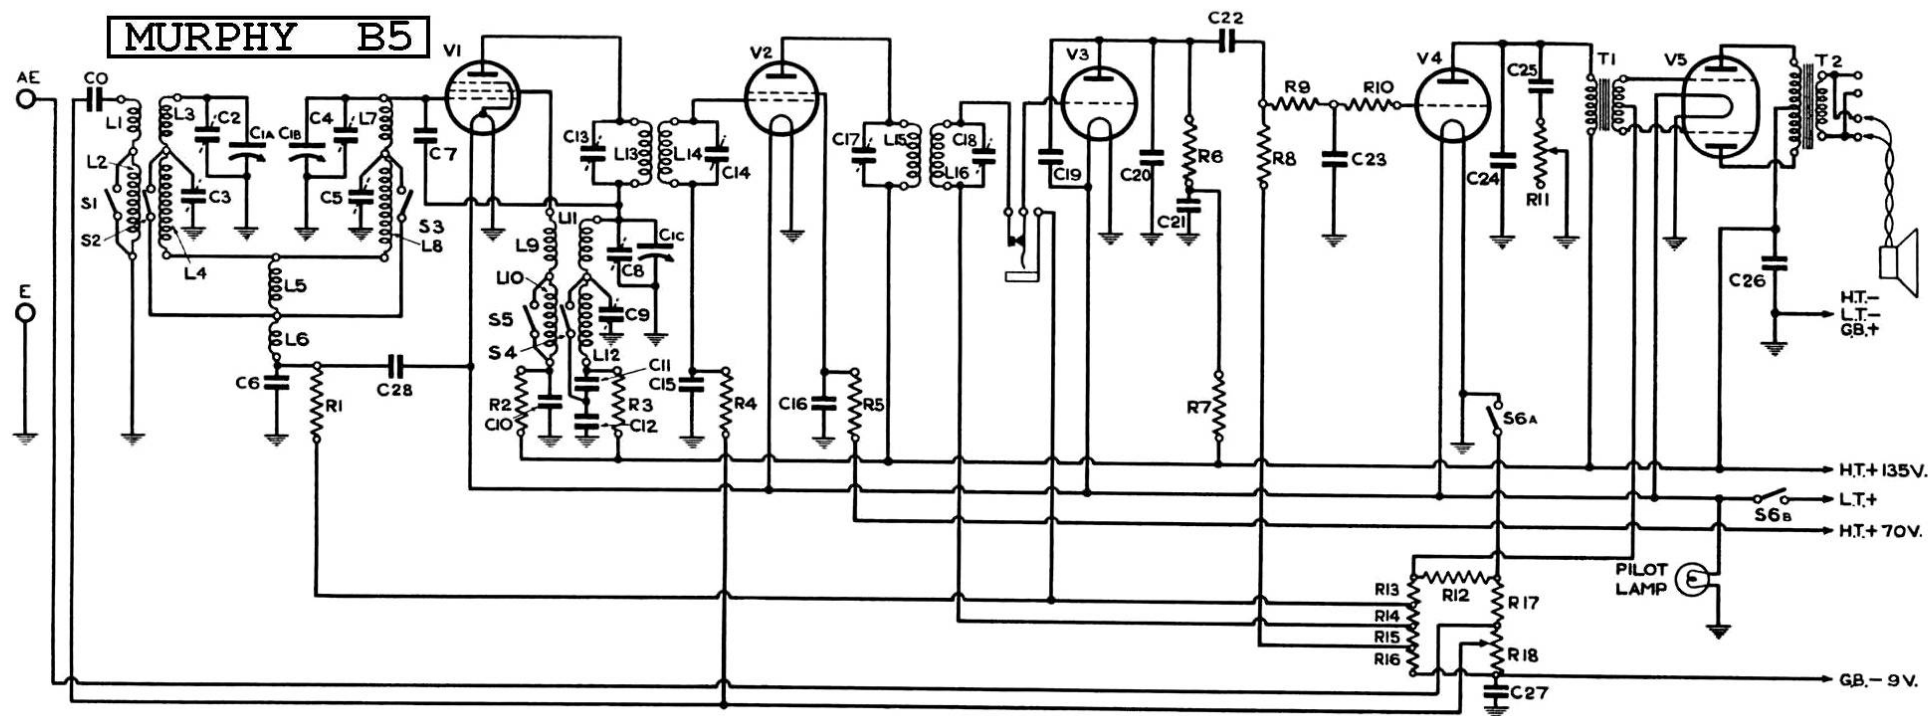 MURPHY B5
AE
CO
L1
L2
S1
S2
L3
C2
C1A
C3
L4
E
C1B
C4
L7
C5
S3
L8
L5
L6
C6
R1
C28
V1
C7
C13
L13
L14
C14
L9
L10
L11
S5
S4
C8
C1C
C9
L12
C11
R2
C10
R3
C12
C15
R4
V2
C16
R5
C17
L15
L16
C18
V3
C19
C20
R6
C21
R7
C22
R8
R9
R10
C23
V4
C24
C25
R11
T1
V5
T2
C26
H.T.-
L.T.-
G.B.+
S6A
H.T.+135V.
L.T.+
S6B
H.T.+70V.
PILOT
LAMP
R12
R13
R14
R15
R16
R17
R18
C27
G.B.-9V.